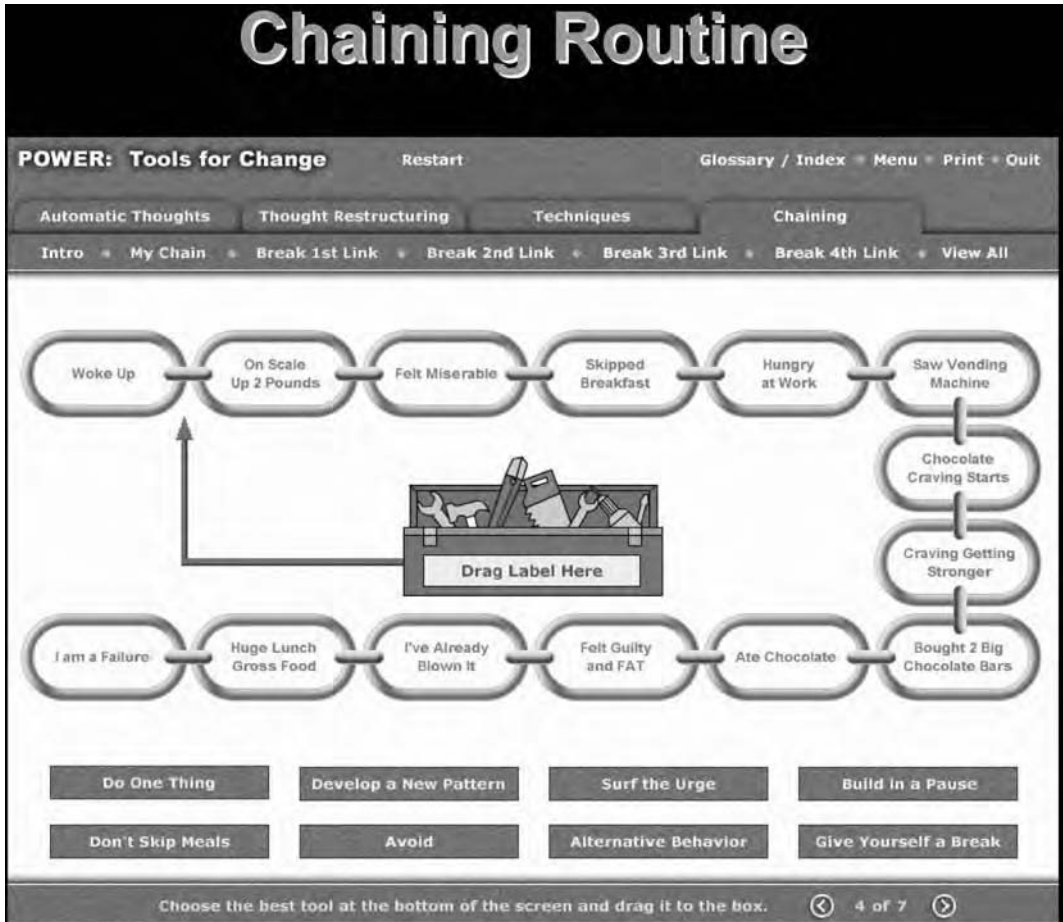 Chaining Routine
POWER: Tools for Change Restart Glossary / Index Menu Print Quit
Automatic Thoughts Thought Restructuring Techniques Chaining
Intro My Chain Break 1st Link Break 2nd Link Break 3rd Link Break 4th Link View All
Woke Up
On Scale
Up 2 Pounds
Felt Miserable
Skipped
Breakfast
Hungry
at Work
Saw Vending
Machine
Chocolate
Craving Starts
Craving Getting
Stronger
Drag Label Here
I am a Failure
Huge Lunch
Gross Food
I've Already
Blown It
Felt Guilty
and FAT
Ate Chocolate
Bought 2 Big
Chocolate Bars
Do One Thing Develop a New Pattern Surf the Urge Build in a Pause
Don't Skip Meals Avoid Alternative Behavior Give Yourself a Break
Choose the best tool at the bottom of the screen and drag it to the box. 4 of 7